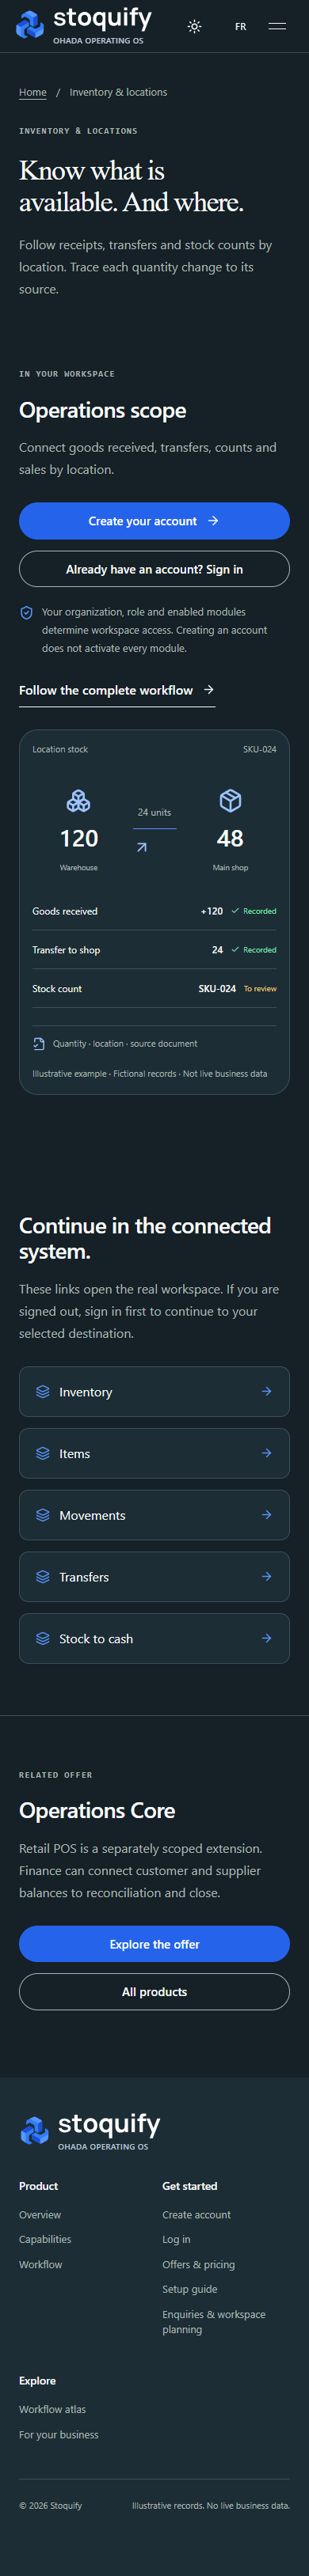 stoquify
OHADA OPERATING OS
FR
Home / Inventory & locations
INVENTORY & LOCATIONS
Know what is
available. And where.
Follow receipts, transfers and stock counts by
location. Trace each quantity change to its
source.
IN YOUR WORKSPACE
Operations scope
Connect goods received, transfers, counts and
sales by location.
Create your account
Already have an account? Sign in
Your organization, role and enabled modules
determine workspace access. Creating an account
does not activate every module.
Follow the complete workflow
Location stock SKU-024
24 units
120 48
Warehouse Main shop
Goods received +120 Recorded
Transfer to shop 24 Recorded
Stock count SKU-024 To review
Quantity · location · source document
Illustrative example · Fictional records · Not live business data
Continue in the connected
system.
These links open the real workspace. If you are
signed out, sign in first to continue to your
selected destination.
Inventory
Items
Movements
Transfers
Stock to cash
RELATED OFFER
Operations Core
Retail POS is a separately scoped extension.
Finance can connect customer and supplier
balances to reconciliation and close.
Explore the offer
All products
stoquify
OHADA OPERATING OS
Product
Overview
Capabilities
Workflow
Get started
Create account
Log in
Offers & pricing
Setup guide
Enquiries & workspace
planning
Explore
Workflow atlas
For your business
© 2026 Stoquify
Illustrative records. No live business data.